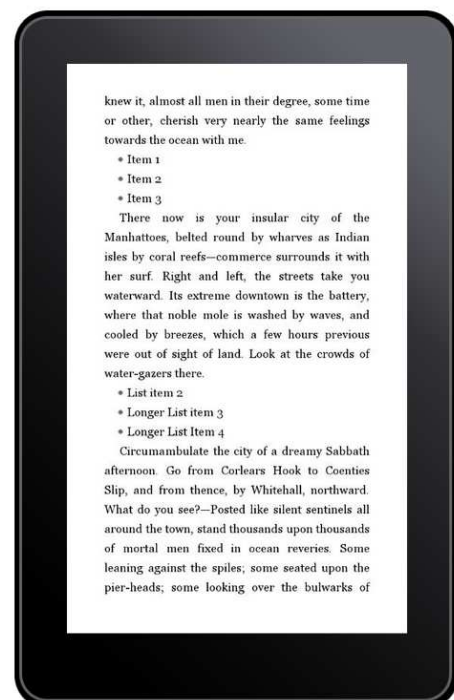 knew it, almost all men in their degree, some time
or other, cherish very nearly the same feelings
towards the ocean with me.
• Item 1
• Item 2
• Item 3
There now is your insular city of the
Manhattoes, belted round by wharves as Indian
isles by coral reefs—commerce surrounds it with
her surf. Right and left, the streets take you
waterward. Its extreme downtown is the battery,
where that noble mole is washed by waves, and
cooled by breezes, which a few hours previous
were out of sight of land. Look at the crowds of
water-gazers there.
• List item 2
• Longer List item 3
• Longer List Item 4
Circumambulate the city of a dreamy Sabbath
afternoon. Go from Corlears Hook to Coenties
Slip, and from thence, by Whitehall, northward.
What do you see?—Posted like silent sentinels all
around the town, stand thousands upon thousands
of mortal men fixed in ocean reveries. Some
leaning against the spiles; some seated upon the
pier-heads; some looking over the bulwarks of